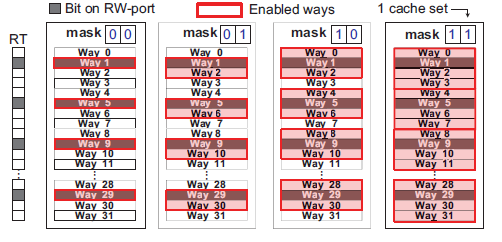 Bit on RW-port
Enabled ways
1 cache set
RT
mask 0 0
Way 0
Way 1
Way 2
Way 3
Way 4
Way 5
Way 6
Way 7
Way 8
Way 9
Way 10
Way 11
Way 28
Way 29
Way 30
Way 31
mask 0 1
Way 0
Way 1
Way 2
Way 3
Way 4
Way 5
Way 6
Way 7
Way 8
Way 9
Way 10
Way 11
Way 28
Way 29
Way 30
Way 31
mask 1 0
Way 0
Way 1
Way 2
Way 3
Way 4
Way 5
Way 6
Way 7
Way 8
Way 9
Way 10
Way 11
Way 28
Way 29
Way 30
Way 31
mask 1 1
Way 0
Way 1
Way 2
Way 3
Way 4
Way 5
Way 6
Way 7
Way 8
Way 9
Way 10
Way 11
Way 28
Way 29
Way 30
Way 31